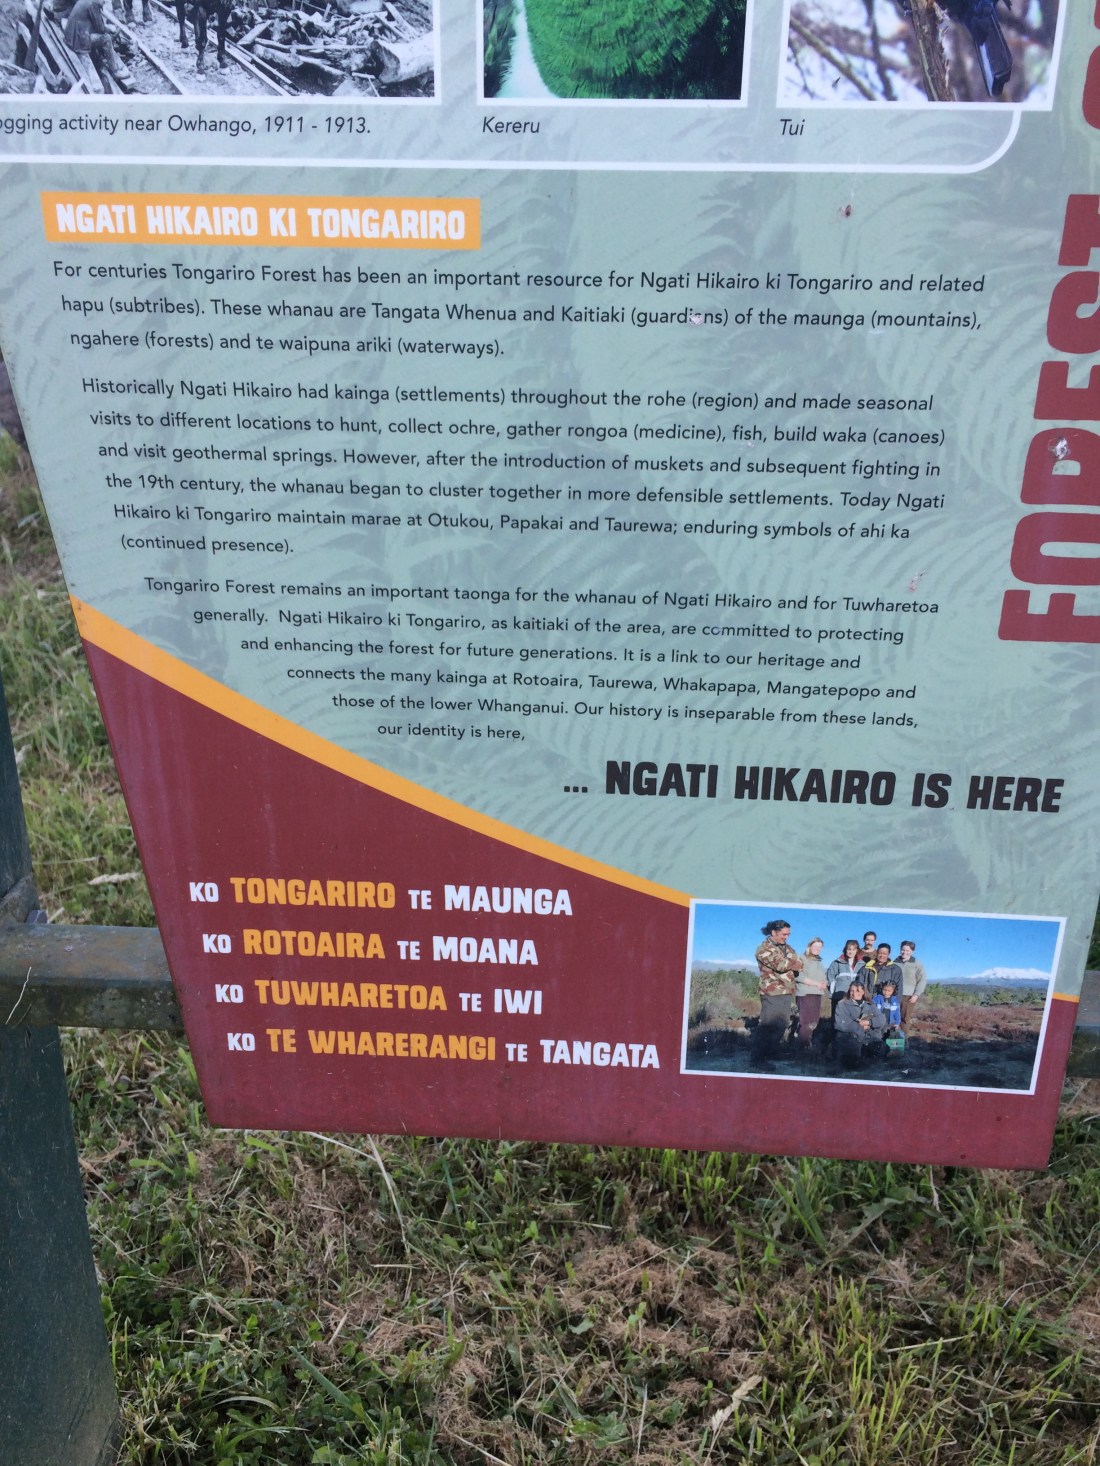 ogging activity near Owhango, 1911 - 1913.
Kereru
Tui
NGATI HIKAIRO KI TONGARIRO
For centuries Tongariro Forest has been an important resource for Ngati Hikairo ki Tongariro and related
hapu (subtribes). These whanau are Tangata Whenua and Kaitiaki (guardians) of the maunga (mountains),
ngahere (forests) and te waipuna ariki (waterways).
Historically Ngati Hikairo had kainga (settlements) throughout the rohe (region) and made seasonal
visits to different locations to hunt, collect ochre, gather rongoa (medicine), fish, build waka (canoes)
and visit geothermal springs. However, after the introduction of muskets and subsequent fighting in
the 19th century, the whanau began to cluster together in more defensible settlements. Today Ngati
Hikairo ki Tongariro maintain marae at Otukou, Papakai and Taurewa; enduring symbols of ahi ka
(continued presence).
Tongariro Forest remains an important taonga for the whanau of Ngati Hikairo and for Tuwharetoa
generally. Ngati Hikairo ki Tongariro, as kaitiaki of the area, are committed to protecting
and enhancing the forest for future generations. It is a link to our heritage and
connects the many kainga at Rotoaira, Taurewa, Whakapapa, Mangatepopo and
those of the lower Whanganui. Our history is inseparable from these lands,
our identity is here,
... NGATI HIKAIRO IS HERE
KO TONGARIRO TE MAUNGA
KO ROTOAIRA TE MOANA
KO TUWHARETOA TE IWI
KO TE WHARERANGI TE TANGATA
FOREST